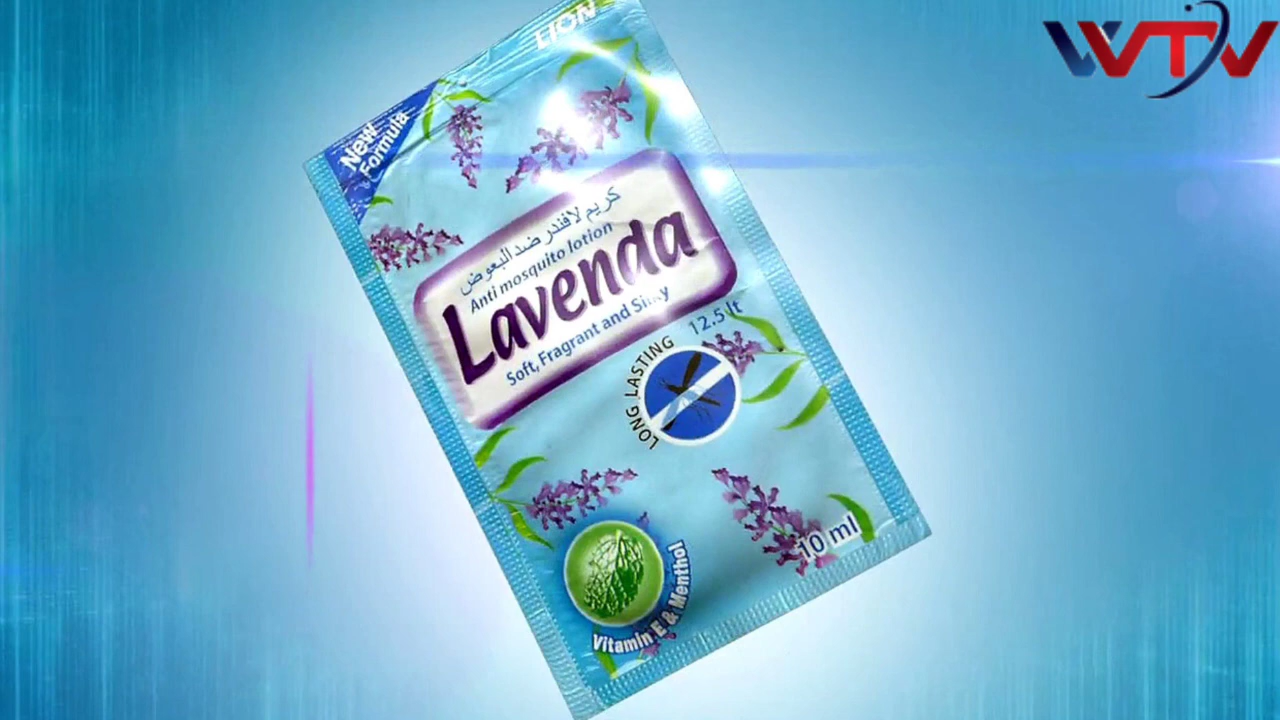 WTV
LION
New
Formula
كريم لافندر ضد البعوض
Anti mosquito lotion
Lavenda
Soft, Fragrant and Silky
12.5 lt
LONG LASTING
10 ml
Vitamin E & Menthol